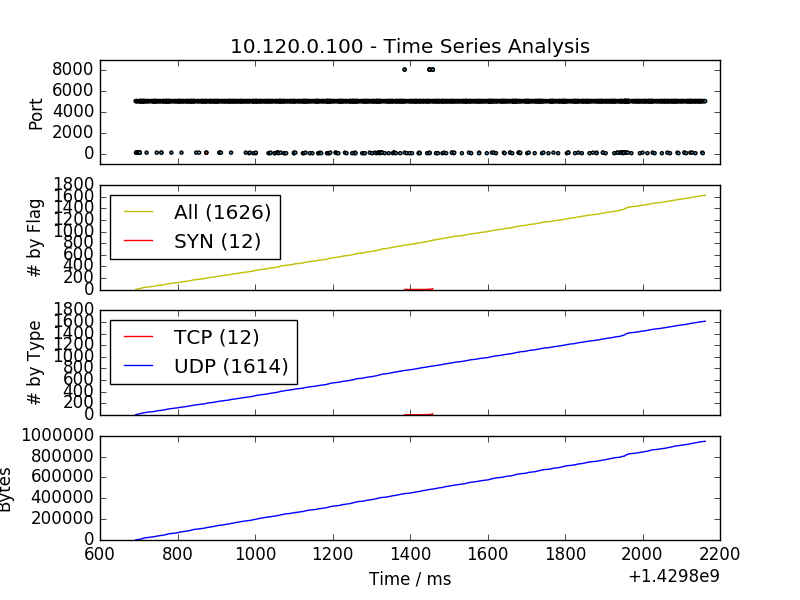 10.120.0.100 - Time Series Analysis
8000
6000
4000
2000
0
Port
1800
1600
1400
1200
1000
800
600
400
200
0
# by Flag
All (1626)
SYN (12)
1800
1600
1400
1200
1000
800
600
400
200
0
# by Type
TCP (12)
UDP (1614)
1000000
800000
600000
400000
200000
0
Bytes
600 800 1000 1200 1400 1600 1800 2000 2200
Time / ms
+1.4298e9